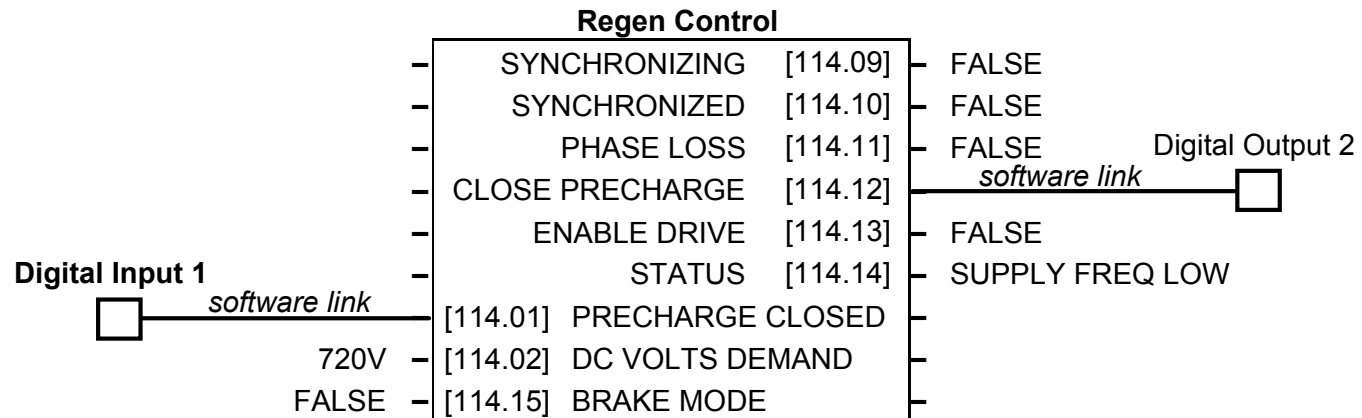 Regen Control
SYNCHRONIZING [114.09] FALSE
SYNCHRONIZED [114.10] FALSE
PHASE LOSS [114.11] FALSE Digital Output 2
CLOSE PRECHARGE [114.12] software link
ENABLE DRIVE [114.13] FALSE
Digital Input 1 STATUS [114.14] SUPPLY FREQ LOW
software link [114.01] PRECHARGE CLOSED
720V [114.02] DC VOLTS DEMAND
FALSE [114.15] BRAKE MODE